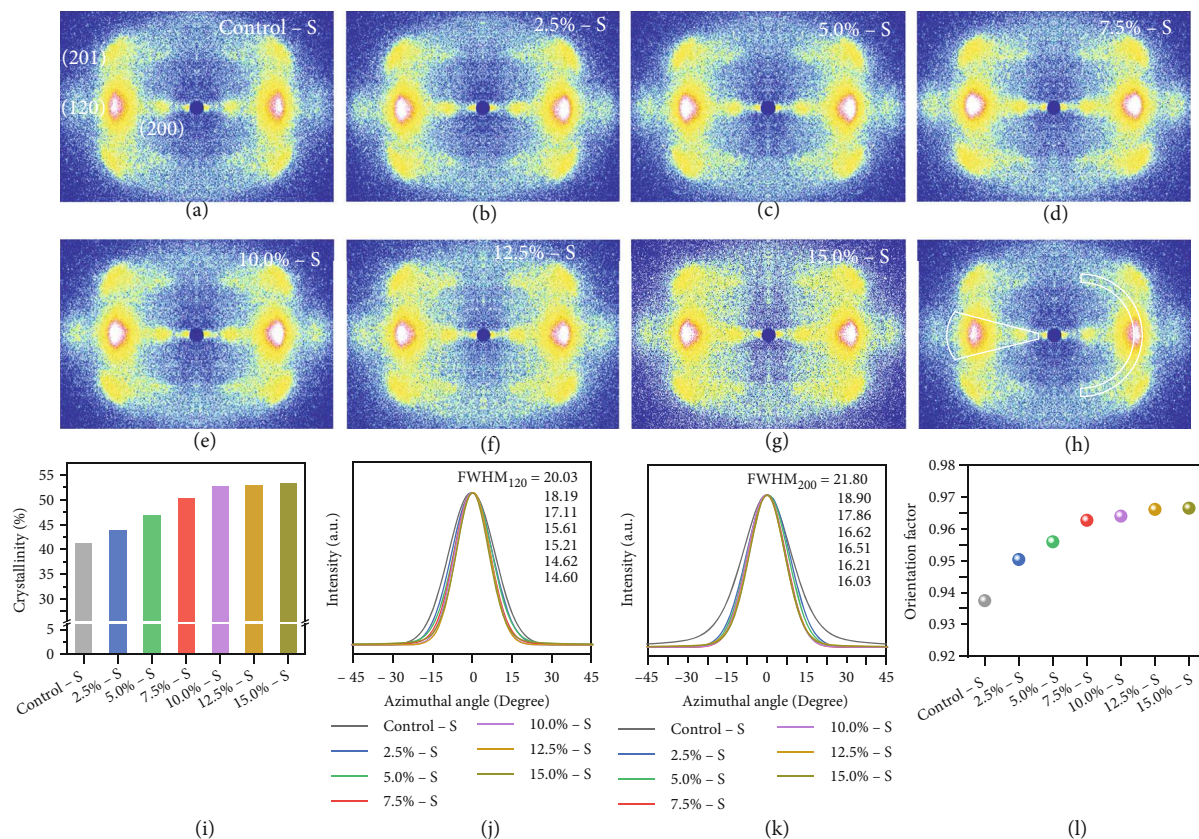 Control – S
(201)
(120)
(200)
2.5% – S
5.0% – S
7.5% – S
(a)
(b)
(c)
(d)
10.0% – S
12.5% – S
15.0% – S
(e)
(f)
(g)
(h)
Crystallinity (%)
55
50
45
40
35
30
5
0
Control – S
2.5% – S
5.0% – S
7.5% – S
10.0% – S
12.5% – S
15.0% – S
(i)
Intensity (a.u.)
FWHM120 = 20.03
18.19
17.11
15.61
15.21
14.62
14.60
– 45 – 30 – 15 0 15 30 45
Azimuthal angle (Degree)
Control – S
2.5% – S
5.0% – S
7.5% – S
10.0% – S
12.5% – S
15.0% – S
(j)
Intensity (a.u.)
FWHM200 = 21.80
18.90
17.86
16.62
16.51
16.21
16.03
– 45 – 30 – 15 0 15 30 45
Azimuthal angle (Degree)
Control – S
2.5% – S
5.0% – S
7.5% – S
10.0% – S
12.5% – S
15.0% – S
(k)
Orientation factor
0.98
0.97
0.96
0.95
0.94
0.93
0.92
Control – S
2.5% – S
5.0% – S
7.5% – S
10.0% – S
12.5% – S
15.0% – S
(l)